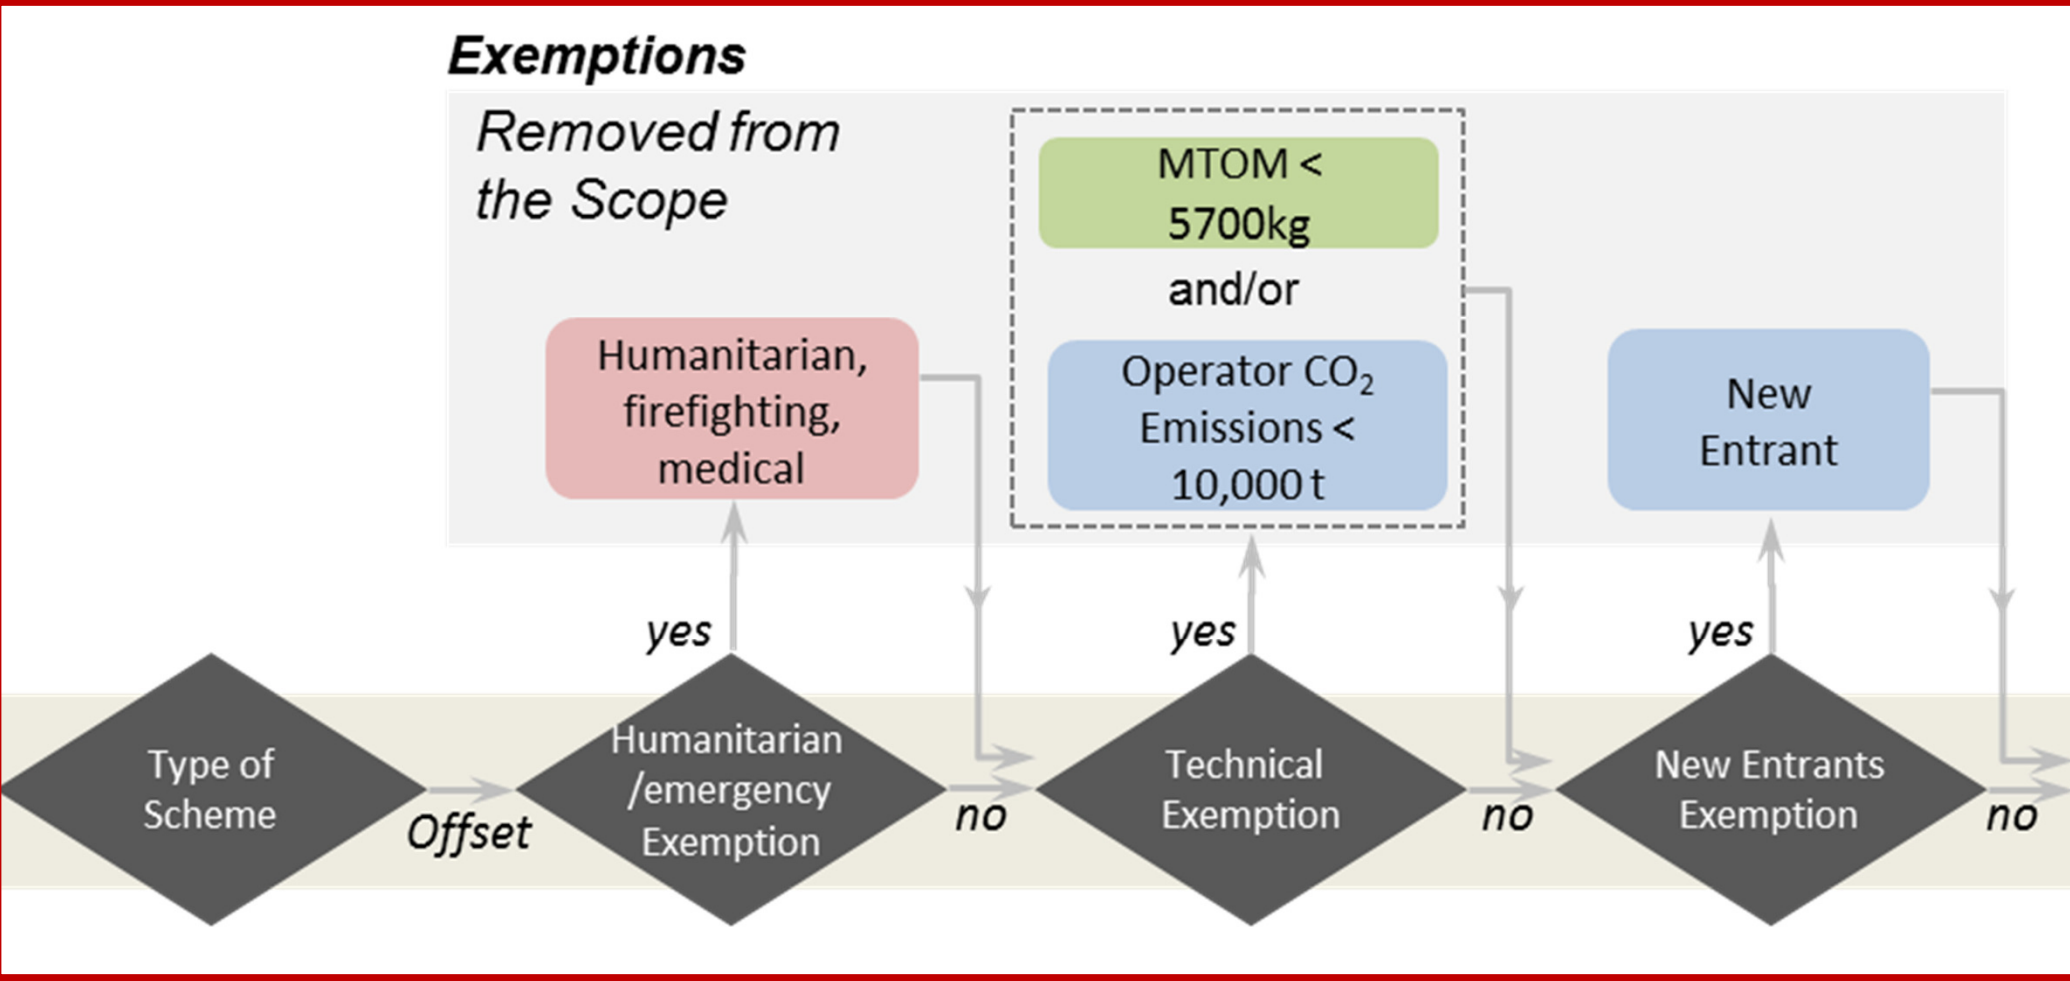 Exemptions
Removed from
the Scope
MTOM <
5700kg
and/or
Operator CO₂
Emissions <
10,000 t
Humanitarian,
firefighting,
medical
New
Entrant
yes
yes
yes
Type of
Scheme
Offset
Humanitarian
/emergency
Exemption
no
Technical
Exemption
no
New Entrants
Exemption
no